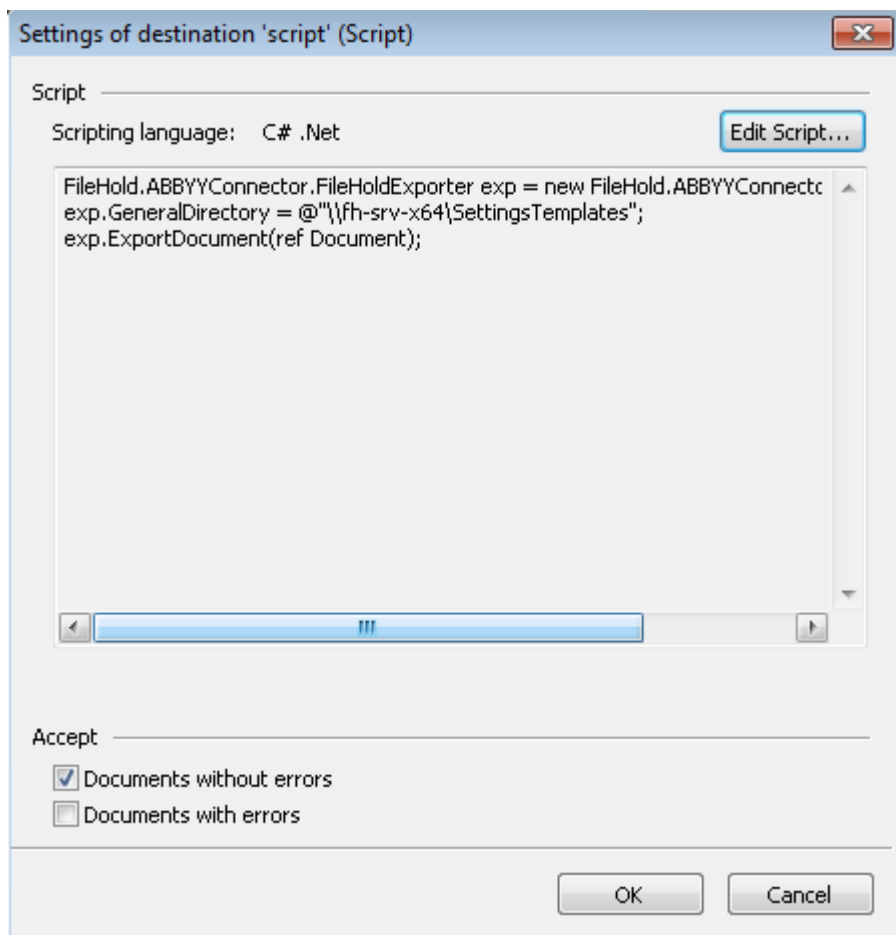 Settings of destination 'script' (Script)
Script
Scripting language: C# .Net
Edit Script...
FileHold.ABBYYConnector.FileHoldExporter exp = new FileHold.ABBYYConnectc
exp.GeneralDirectory = @"\\fh-srv-x64\SettingsTemplates";
exp.ExportDocument(ref Document);
Accept
Documents without errors
Documents with errors
OK Cancel